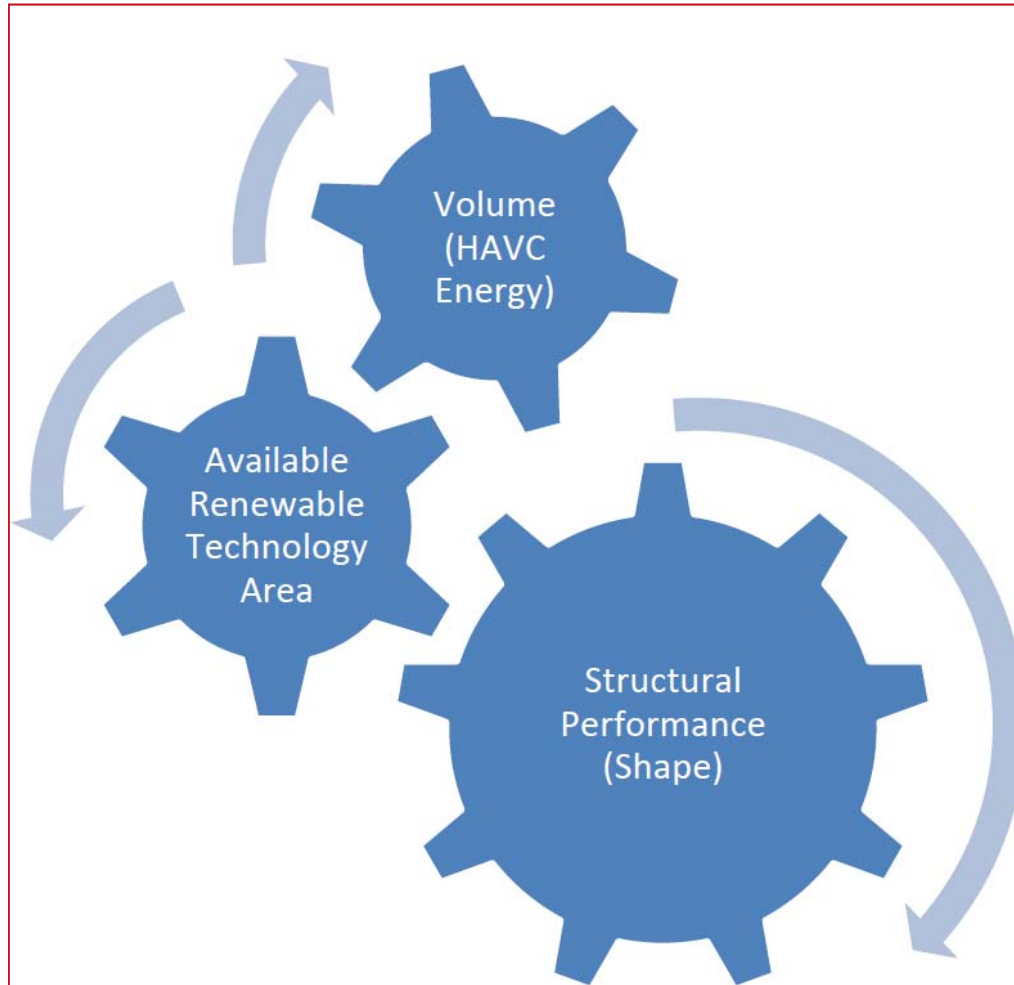 Volume
(HAVC
Energy)
Available
Renewable
Technology
Area
Structural
Performance
(Shape)